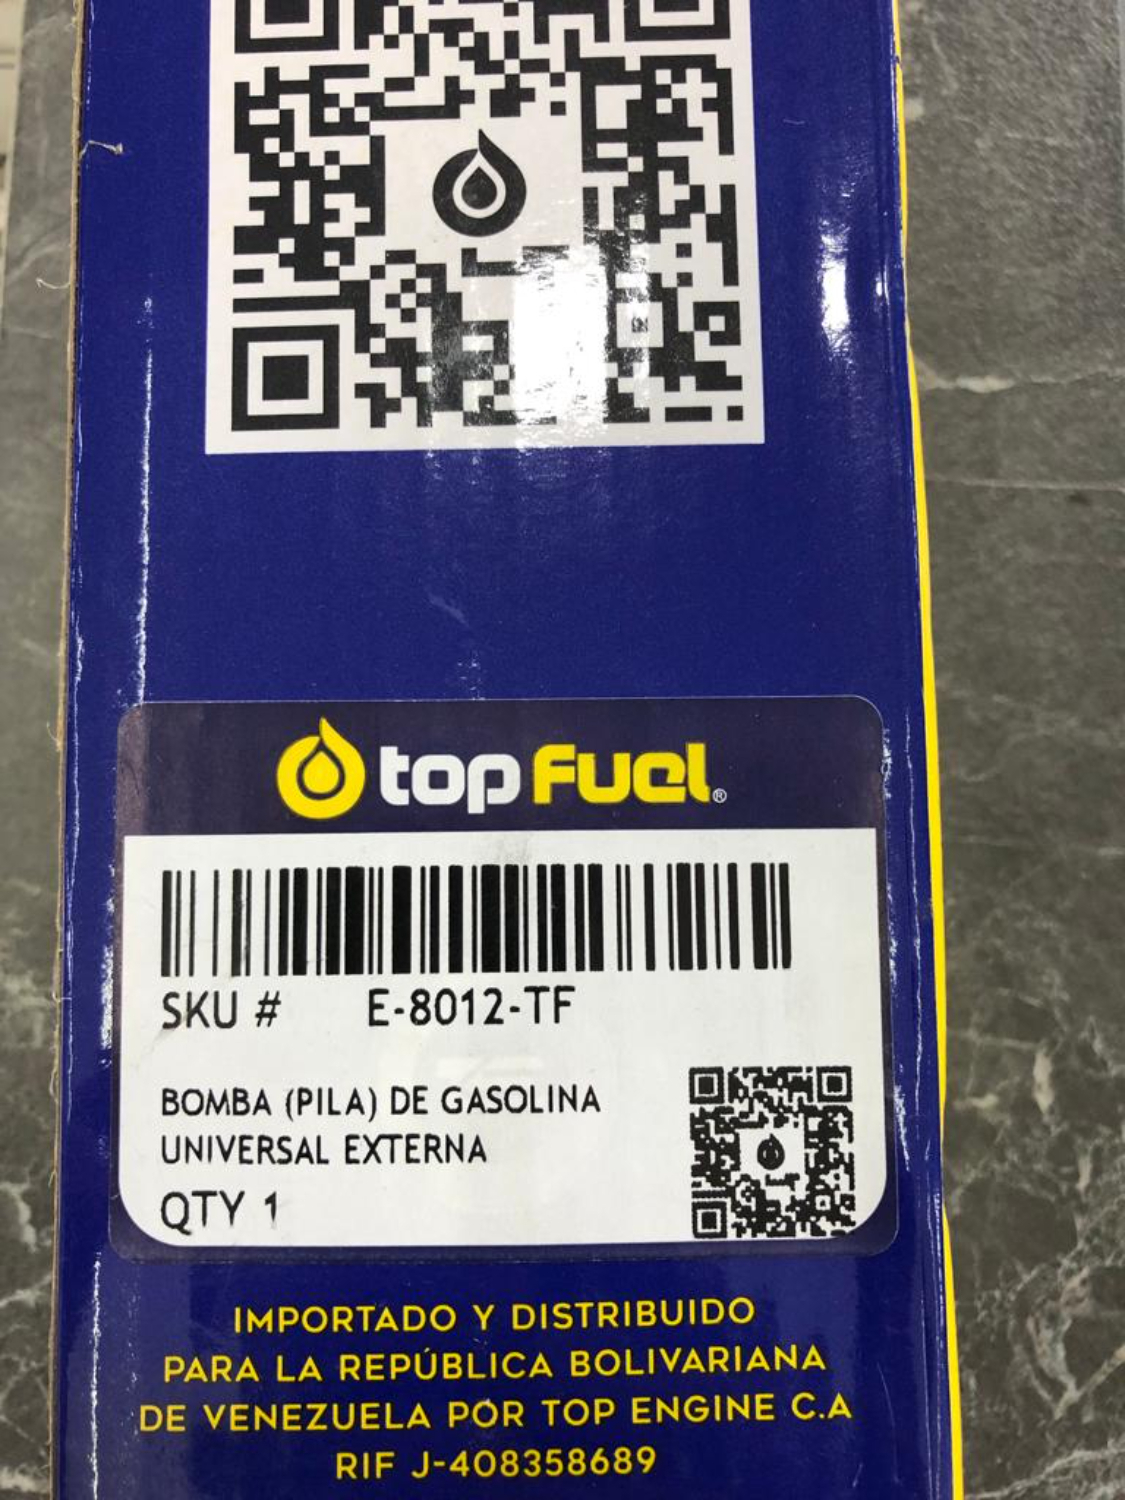 top Fuel®
SKU # E-8012-TF
BOMBA (PILA) DE GASOLINA
UNIVERSAL EXTERNA
QTY 1
IMPORTADO Y DISTRIBUIDO
PARA LA REPÚBLICA BOLIVARIANA
DE VENEZUELA POR TOP ENGINE C.A
RIF J-408358689